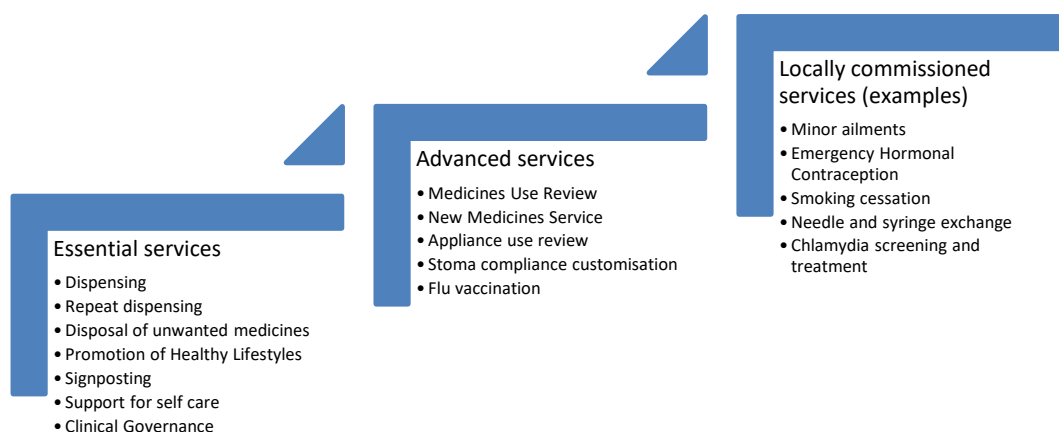 Essential services
• Dispensing
• Repeat dispensing
• Disposal of unwanted medicines
• Promotion of Healthy Lifestyles
• Signposting
• Support for self care
• Clinical Governance
Advanced services
• Medicines Use Review
• New Medicines Service
• Appliance use review
• Stoma compliance customisation
• Flu vaccination
Locally commissioned
services (examples)
• Minor ailments
• Emergency Hormonal
Contraception
• Smoking cessation
• Needle and syringe exchange
• Chlamydia screening and
treatment